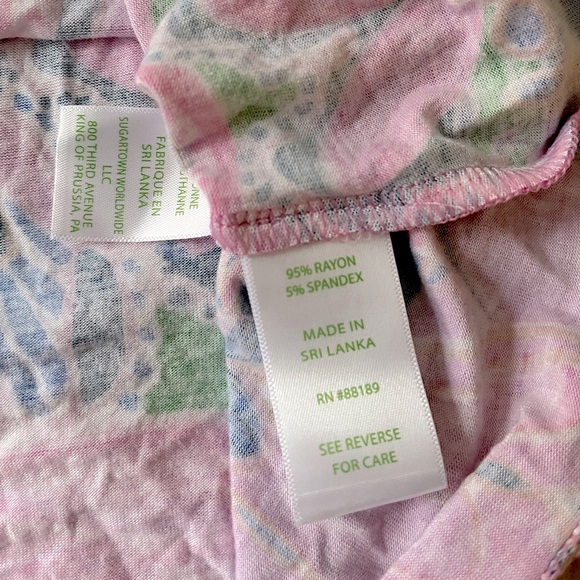 FABRIQUE EN
SRI LANKA
SUGARTOWN WORLDWIDE
LLC
800 THIRD AVENUE
KING OF PRUSSIA, PA
95% RAYON
5% SPANDEX
MADE IN
SRI LANKA
RN #88189
SEE REVERSE
FOR CARE